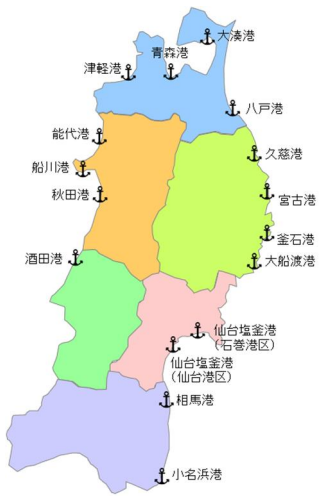 大湊港
青森港
津軽港
八戸港
能代港
久慈港
船川港
秋田港
宮古港
釜石港
酒田港
大船渡港
仙台塩釜港
（石巻港区）
仙台塩釜港
（仙台港区）
相馬港
小名浜港